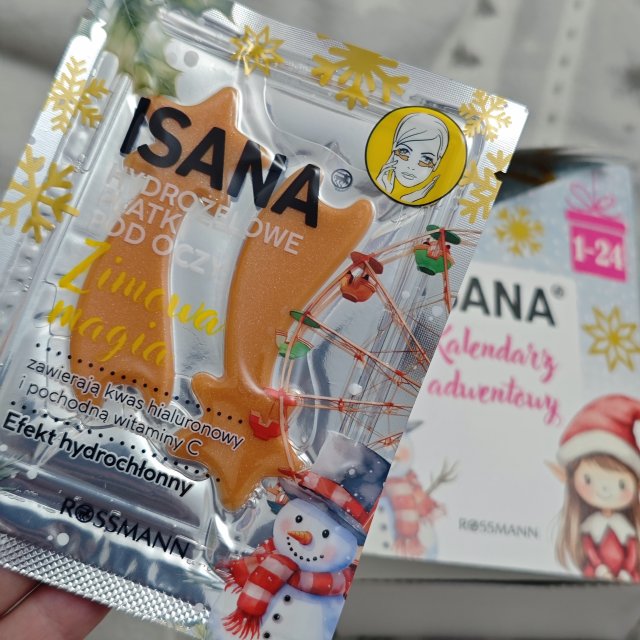 ISANA®
HYDROŻELOWE
PŁATKI
POD OCZY
Zimowa
magia
zawierają kwas hialuronowy
i pochodną witaminy C
Efekt hydrochłonny
ROSSMANN
1-24
SANA®
Kalendarz
adwentowy
ROSSMANN